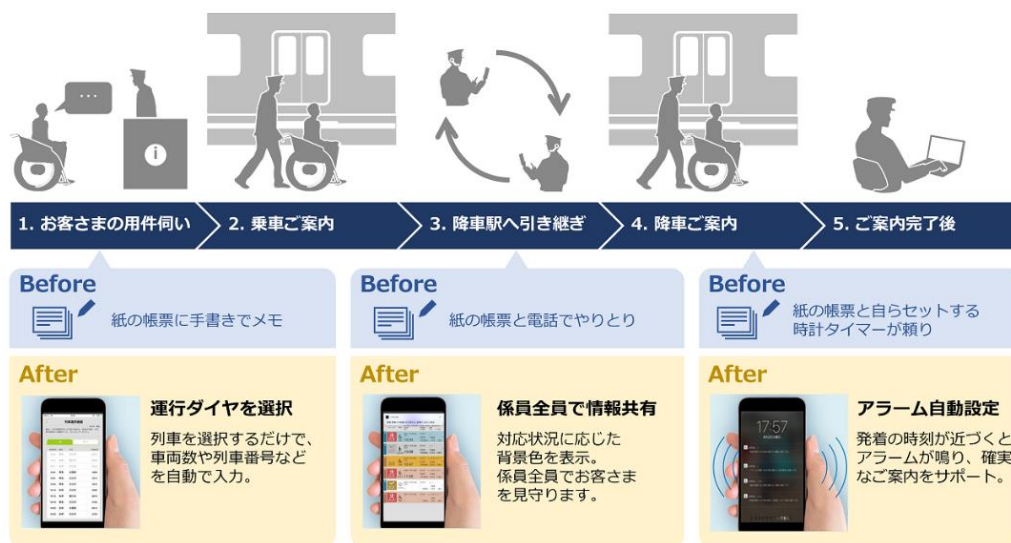 1. お客さまの用件伺い
2. 乗車ご案内
3. 降車駅へ引き継ぎ
4. 降車ご案内
5. ご案内完了後
Before
紙の帳票に手書きでメモ
Before
紙の帳票と電話でやりとり
Before
紙の帳票と自らセットする
時計タイマーが頼り
After
運行ダイヤを選択
列車を選択するだけで、
車両数や列車番号など
を自動で入力。
After
係員全員で情報共有
対応状況に応じた
背景色を表示。
係員全員でお客さま
を見守ります。
After
17:57
アラーム自動設定
発着の時刻が近づくと
アラームが鳴り、確実
なご案内をサポート。